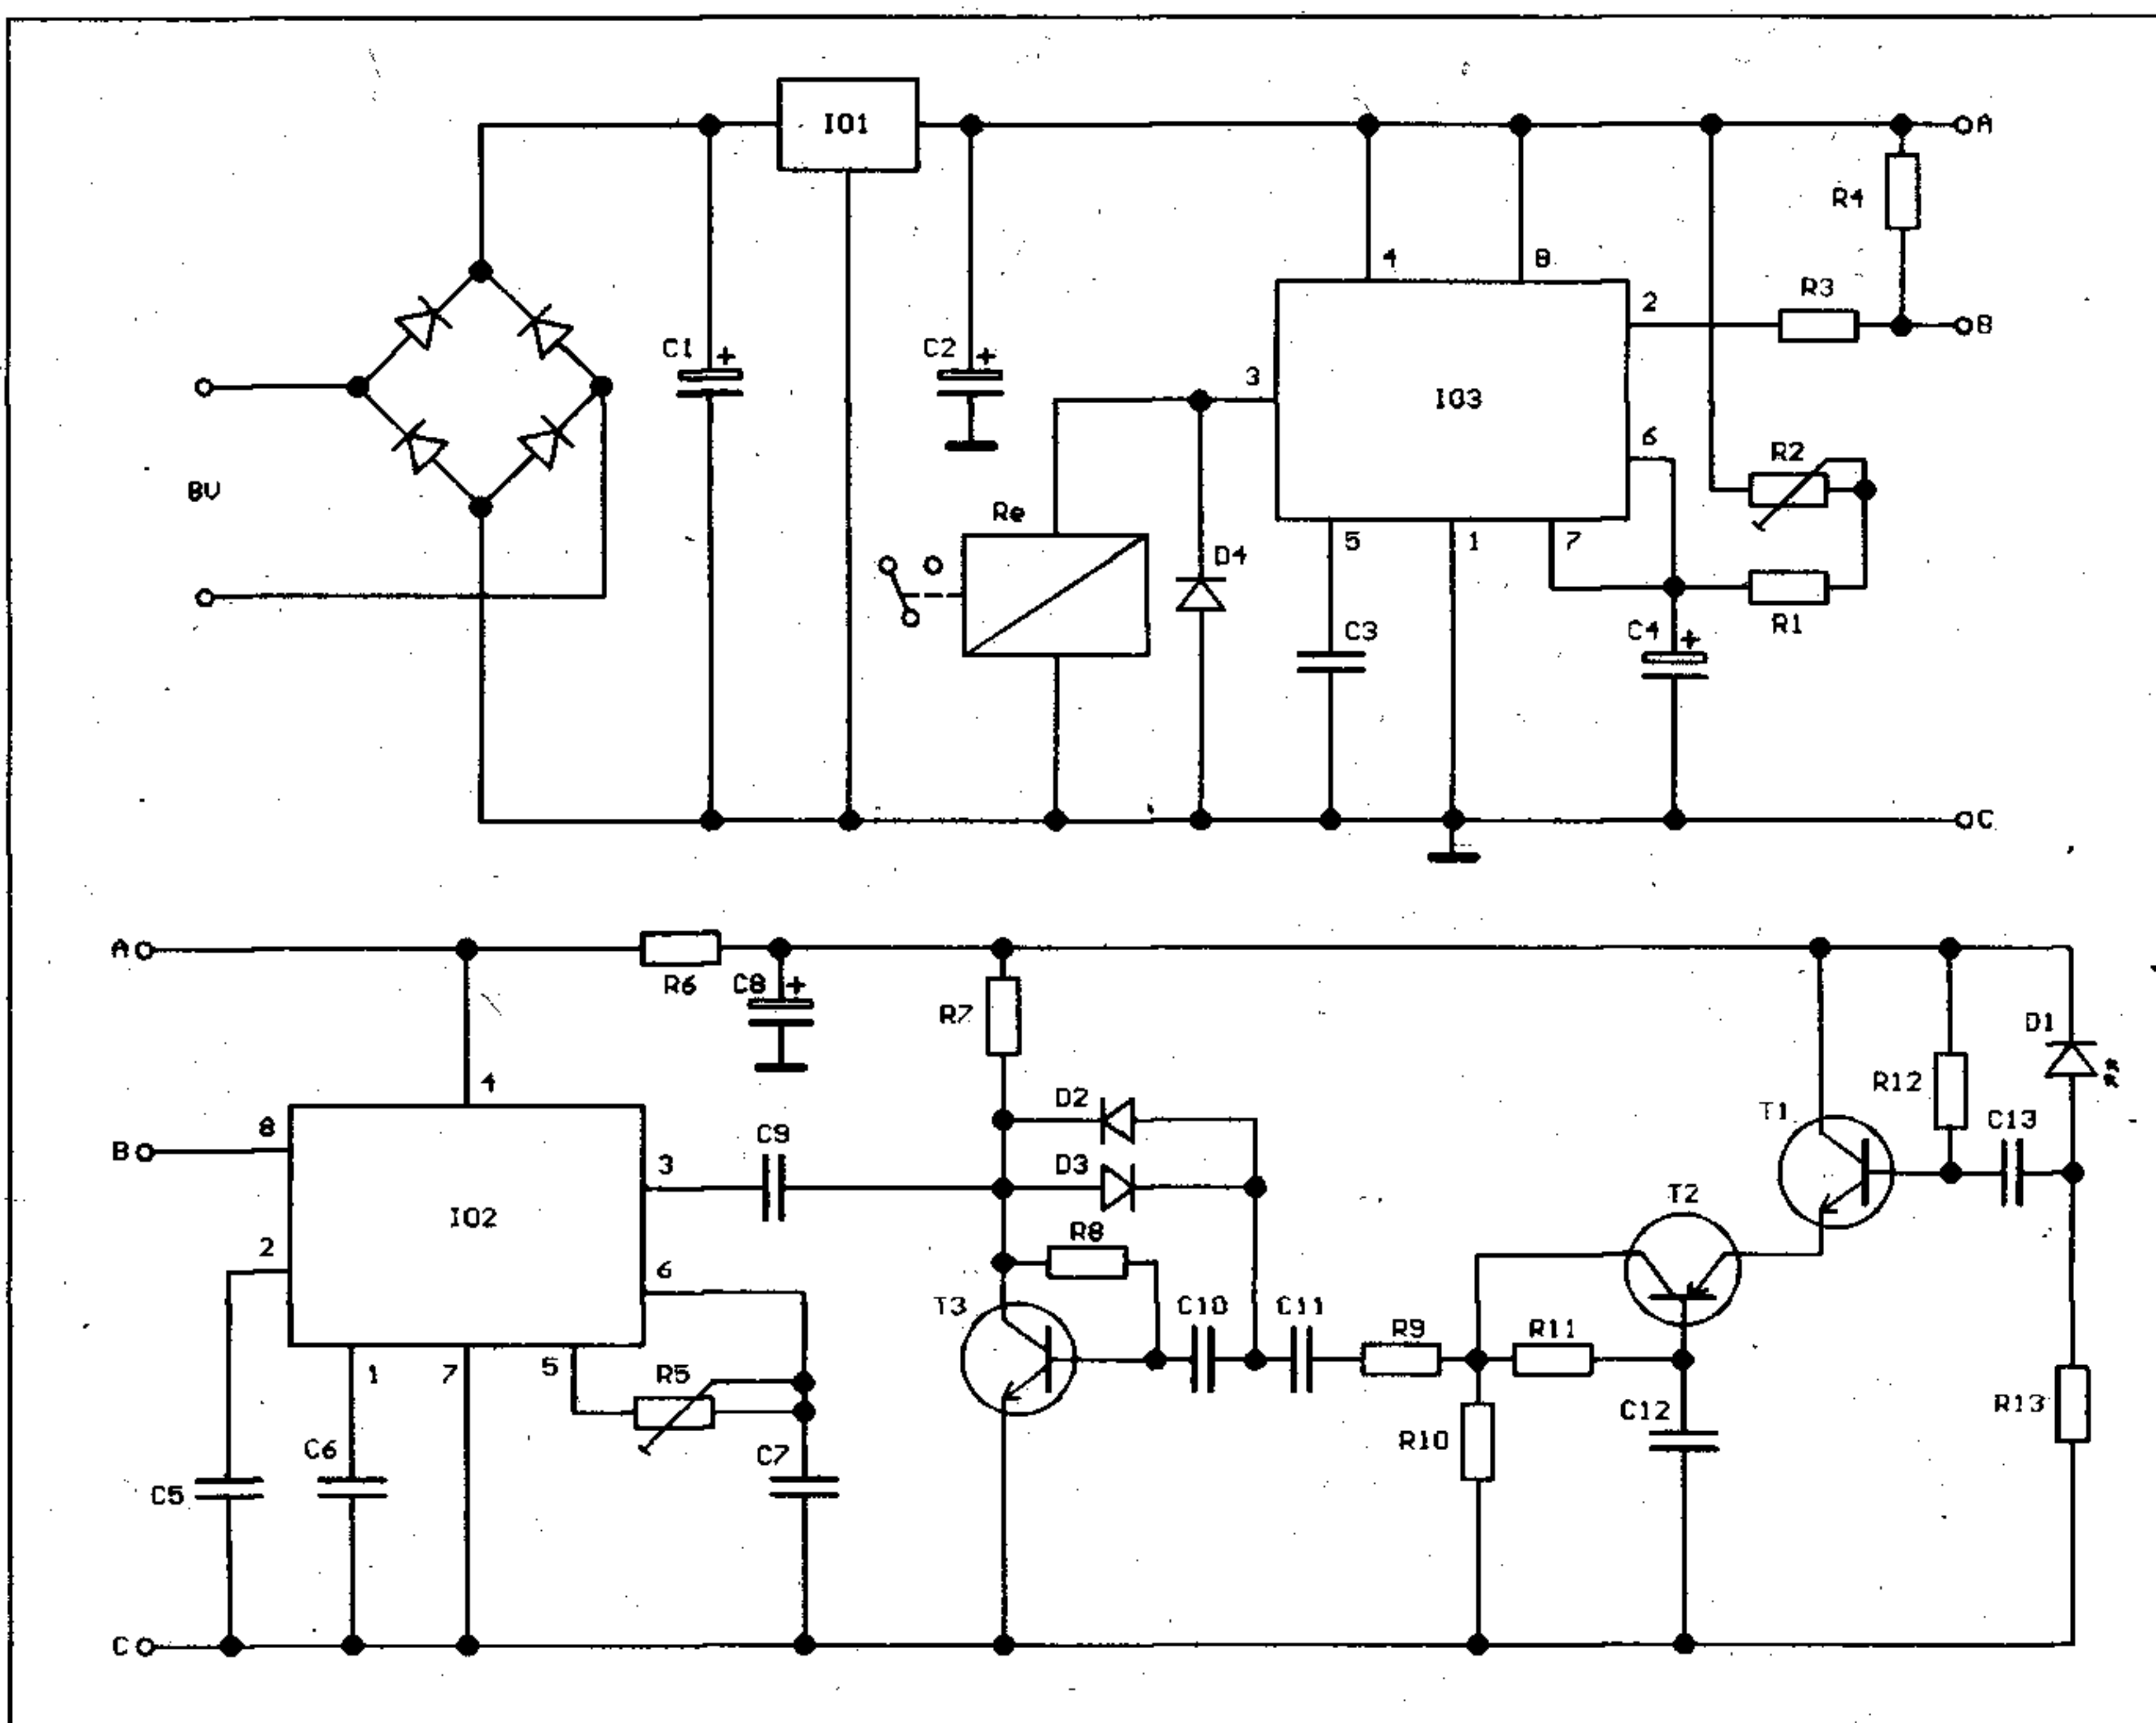 IO1
A
R4
4
8
2
R3
B
C1
+
C2
+
3
IO3
6
R2
8V
Re
D4
5
1
7
R1
C3
C4
+
C
A
R6
C8
+
R7
D1
4
D2
R12
T1
C13
8
C9
B
D3
3
T2
IO2
R8
2
6
T3
C10
C11
R9
R11
1
7
5
R5
R13
C12
R10
C6
C7
C5
C